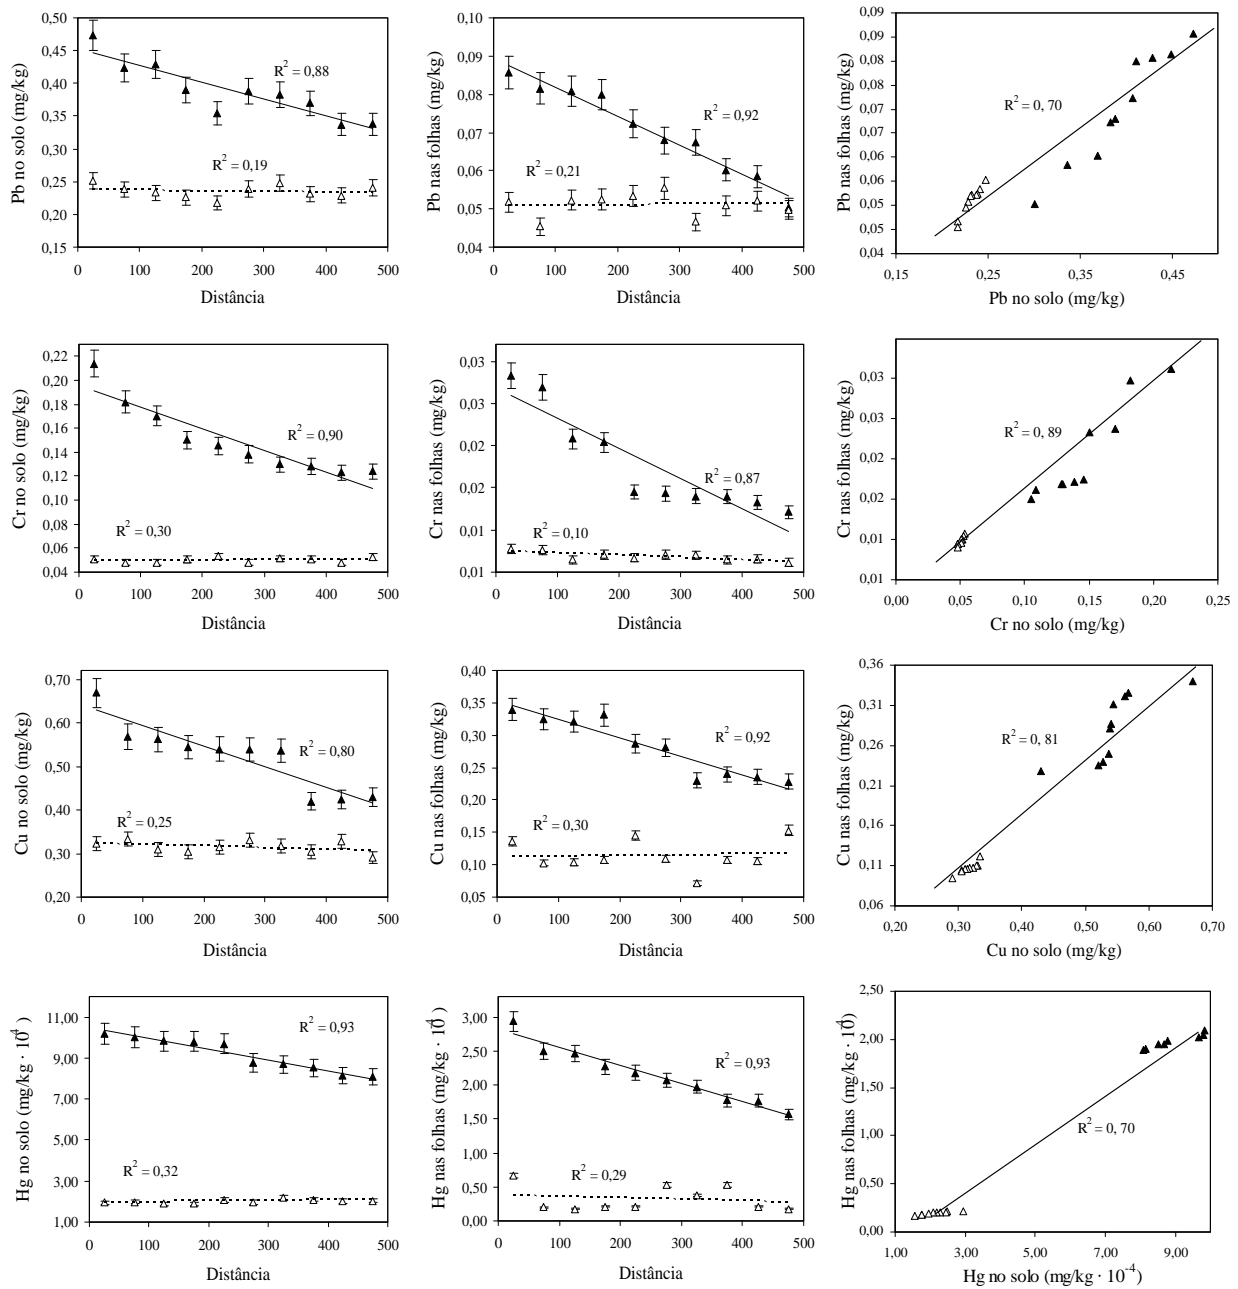 Pb no solo (mg/kg)
0,50
0,45
0,40
0,35
0,30
0,25
0,20
0,15
R² = 0,88
R² = 0,19
0 100 200 300 400 500
Distância
Pb nas folhas (mg/kg)
0,10
0,09
0,08
0,07
0,06
0,05
0,04
R² = 0,92
R² = 0,21
0 100 200 300 400 500
Distância
Pb nas folhas (mg/kg)
0,09
0,09
0,08
0,08
0,07
0,07
0,06
0,06
0,05
0,05
0,04
R² = 0, 70
0,15 0,25 0,35 0,45
Pb no solo (mg/kg)
Cr no solo (mg/kg)
0,22
0,20
0,18
0,16
0,14
0,12
0,10
0,08
0,06
0,04
R² = 0,90
R² = 0,30
0 100 200 300 400 500
Distância
Cr nas folhas (mg/kg)
0,03
0,03
0,02
0,02
0,01
0,01
R² = 0,87
R² = 0,10
0 100 200 300 400 500
Distância
Cr nas folhas (mg/kg)
0,03
0,03
0,02
0,02
0,01
0,01
R² = 0, 89
0,00 0,05 0,10 0,15 0,20 0,25
Cr no solo (mg/kg)
Cu no solo (mg/kg)
0,70
0,60
0,50
0,40
0,30
0,20
R² = 0,80
R² = 0,25
0 100 200 300 400 500
Distância
Cu nas folhas (mg/kg)
0,40
0,35
0,30
0,25
0,20
0,15
0,10
0,05
R² = 0,92
R² = 0,30
0 100 200 300 400 500
Distância
Cu nas folhas (mg/kg)
0,36
0,31
0,26
0,21
0,16
0,11
0,06
R² = 0, 81
0,20 0,30 0,40 0,50 0,60 0,70
Cu no solo (mg/kg)
Hg no solo (mg/kg · 10⁻⁴)
11,00
9,00
7,00
5,00
3,00
1,00
R² = 0,93
R² = 0,32
0 100 200 300 400 500
Distância
Hg nas folhas (mg/kg · 10⁻⁴)
3,00
2,50
2,00
1,50
1,00
0,50
0,00
R² = 0,93
R² = 0,29
0 100 200 300 400 500
Distância
Hg nas folhas (mg/kg · 10⁻⁴)
2,50
2,00
1,50
1,00
0,50
0,00
R² = 0, 70
1,00 3,00 5,00 7,00 9,00
Hg no solo (mg/kg · 10⁻⁴)